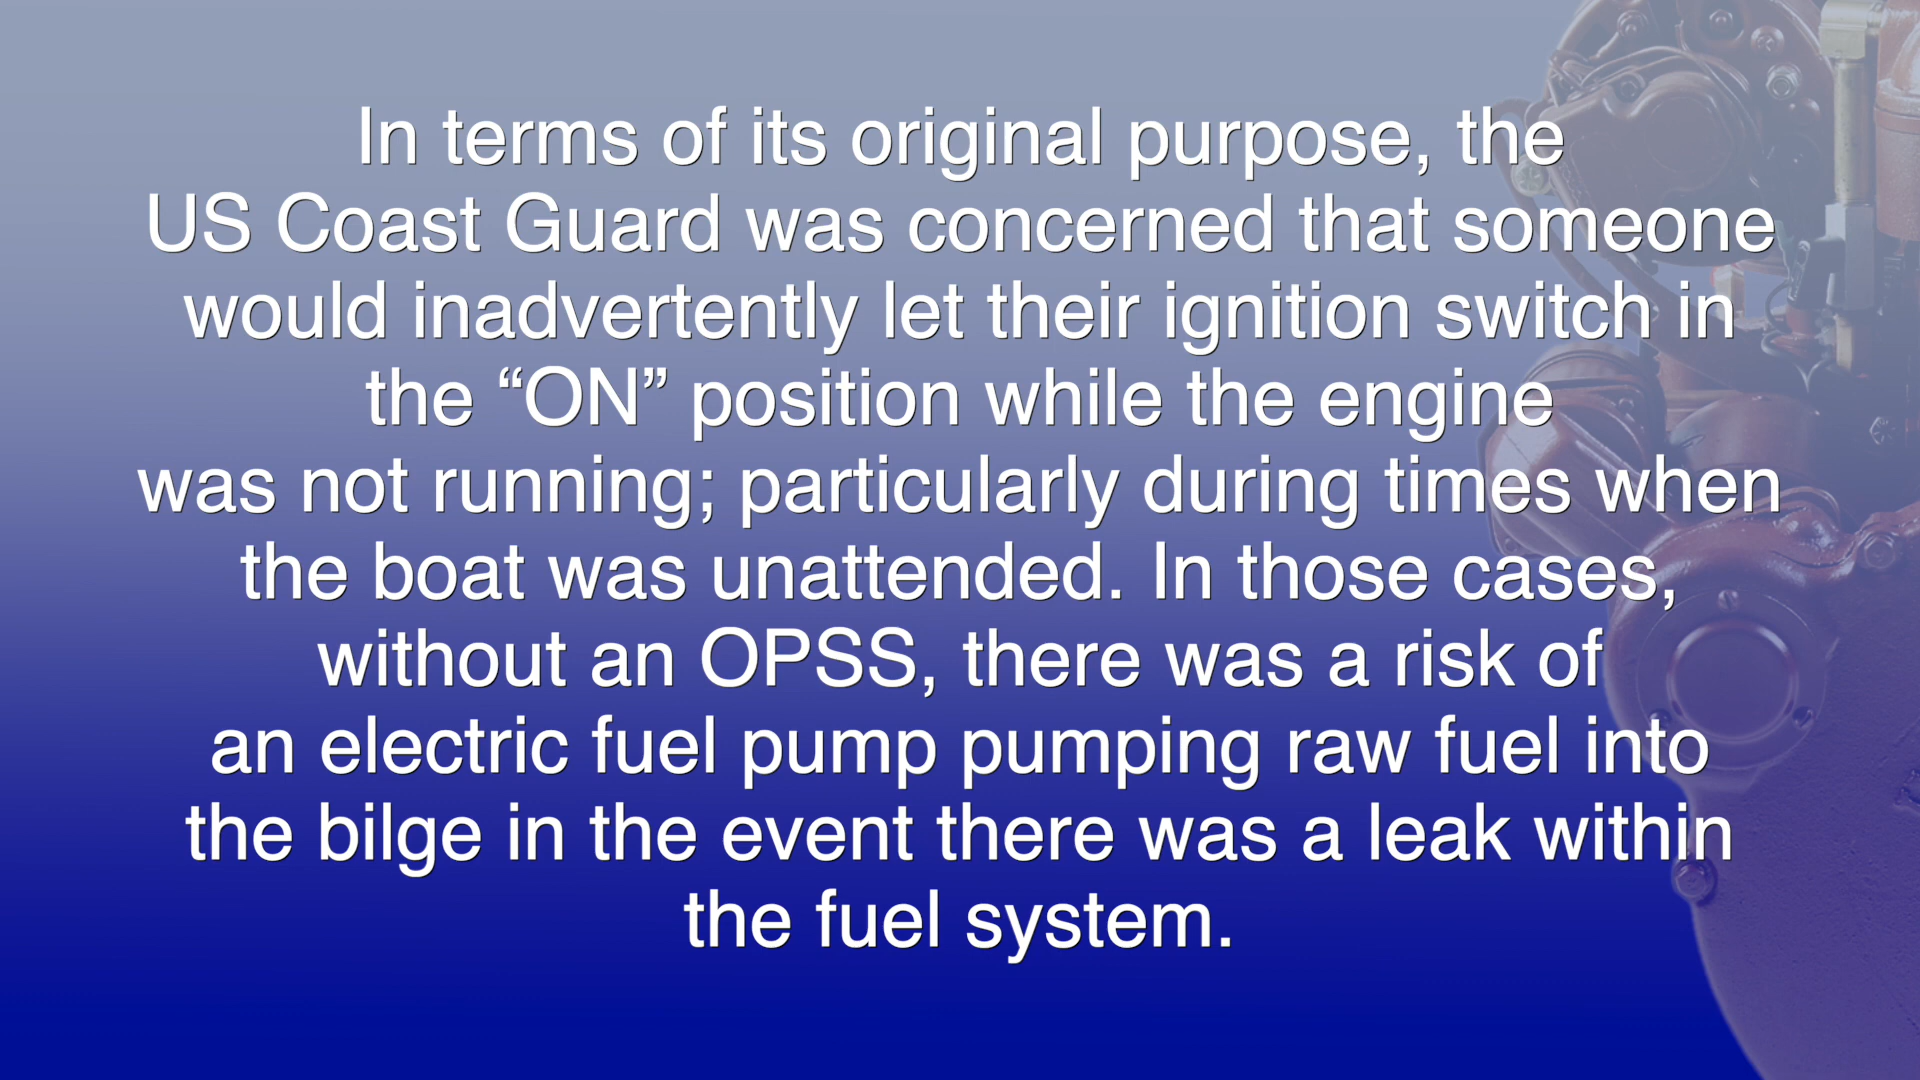 In terms of its original purpose, the
US Coast Guard was concerned that someone
would inadvertently let their ignition switch in
the “ON” position while the engine
was not running; particularly during times when
the boat was unattended. In those cases,
without an OPSS, there was a risk of
an electric fuel pump pumping raw fuel into
the bilge in the event there was a leak within
the fuel system.